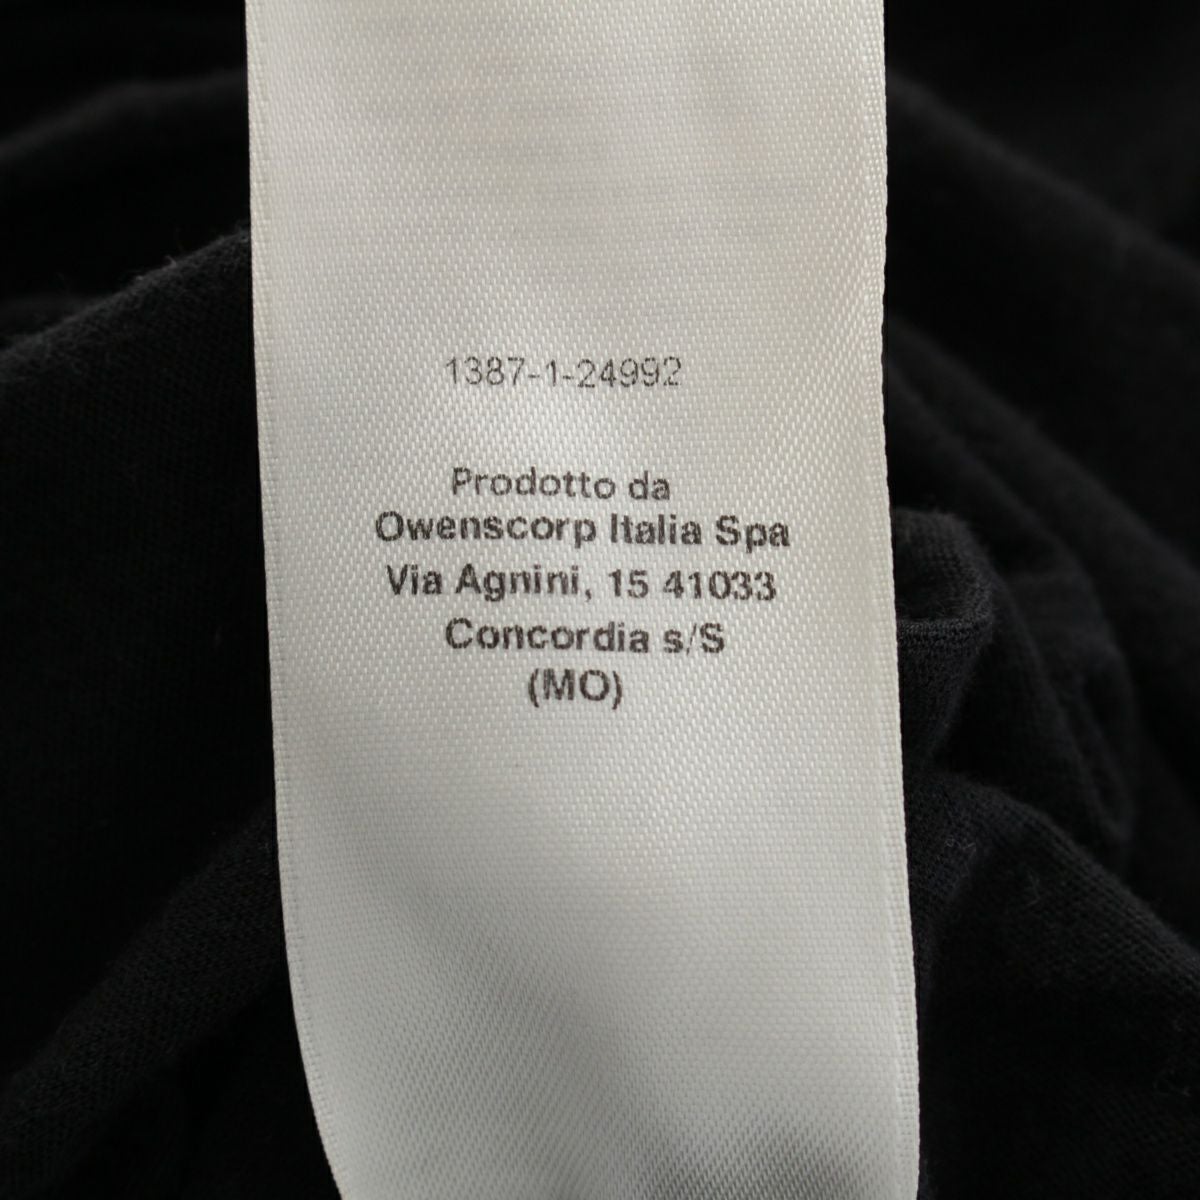 1387-1-24992
Prodotto da
Owenscorp Italia Spa
Via Agnini, 15 41033
Concordia s/S
(MO)